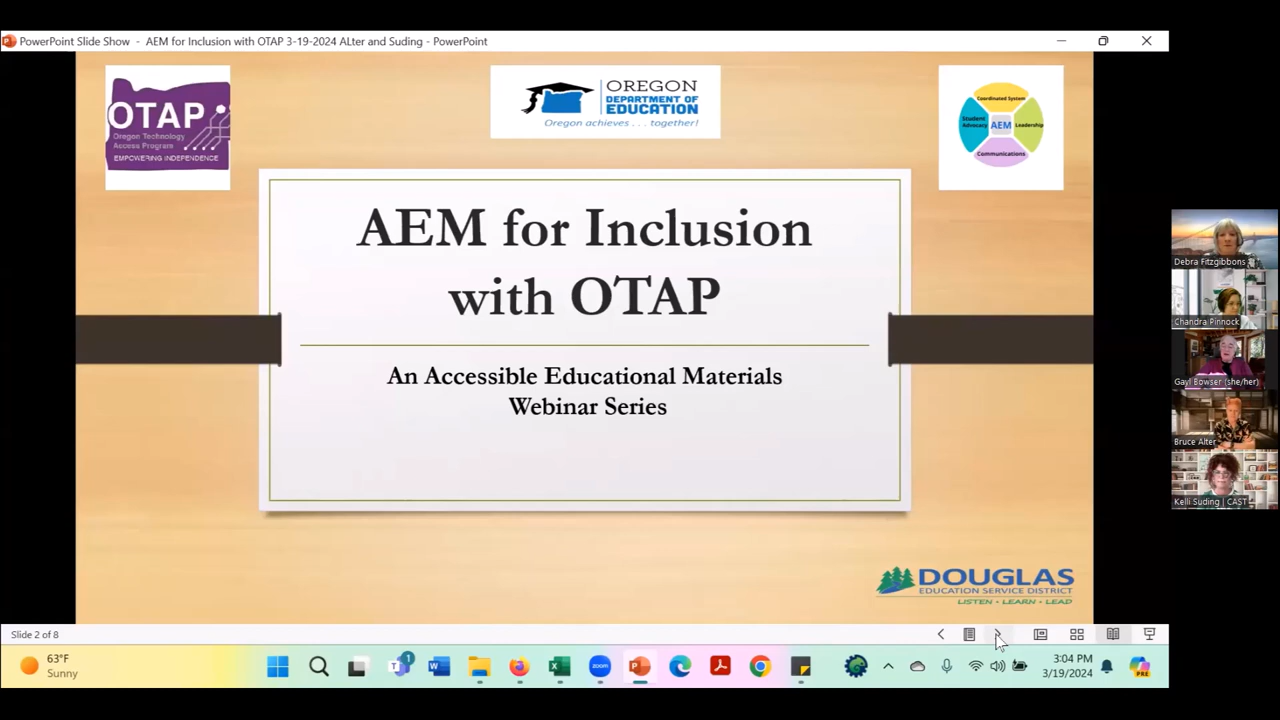 PowerPoint Slide Show - AEM for Inclusion with OTAP 3-19-2024 ALter and Suding - PowerPoint
OTAP
Oregon Technology
Access Program
EMPOWERING INDEPENDENCE
OREGON
DEPARTMENT OF
EDUCATION
Oregon achieves . . . together!
Coordinated System
Student
Advocacy
AEM
Leadership
Communications
AEM for Inclusion
with OTAP
An Accessible Educational Materials
Webinar Series
DOUGLAS
EDUCATION SERVICE DISTRICT
LISTEN • LEARN • LEAD
Debra Fitzgibbons
Chandra Pinnock
Gayl Bowser (she/her)
Bruce Alter
Kelli Suding | CAST
Slide 2 of 8
63°F
Sunny
1
zoom
3:04 PM
3/19/2024
PRE